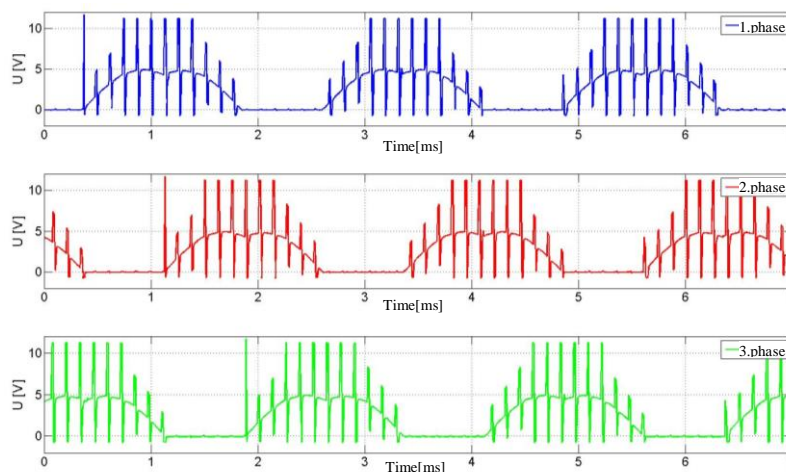 10
5
0
U [V]
1.phase
0 1 2 3 4 5 6
Time[ms]
10
5
0
U [V]
2.phase
0 1 2 3 4 5 6
Time[ms]
10
5
0
U [V]
3.phase
0 1 2 3 4 5 6
Time[ms]